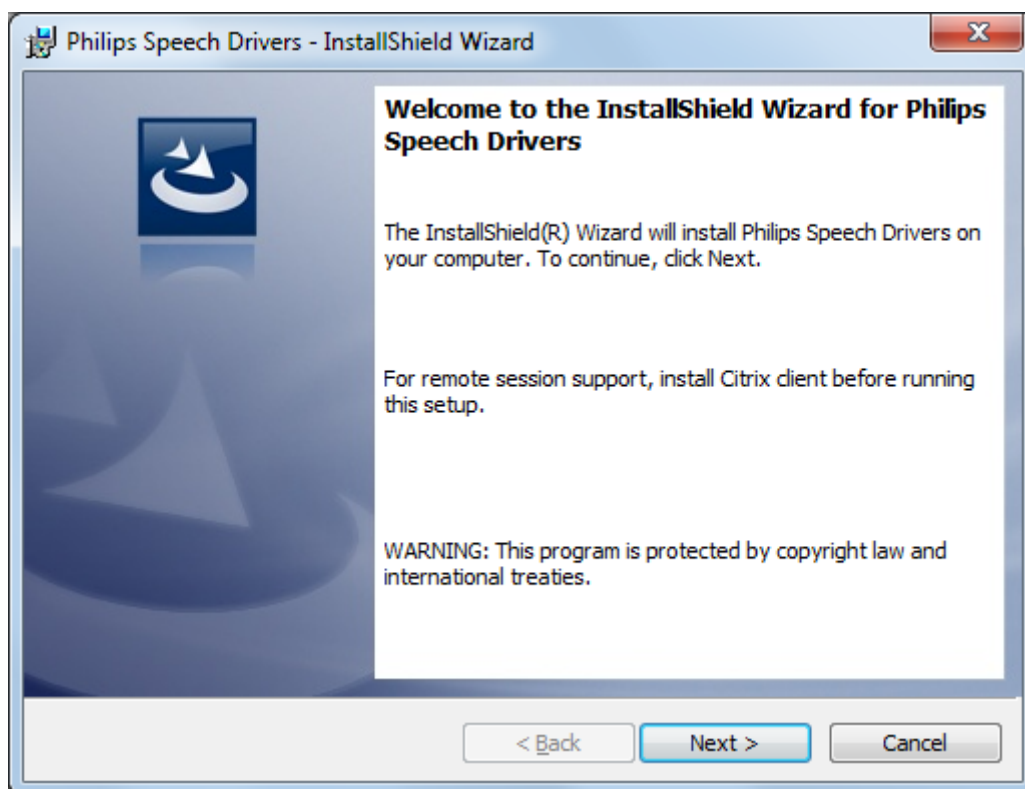 Philips Speech Drivers - InstallShield Wizard
Welcome to the InstallShield Wizard for Philips
Speech Drivers
The InstallShield(R) Wizard will install Philips Speech Drivers on
your computer. To continue, click Next.
For remote session support, install Citrix client before running
this setup.
WARNING: This program is protected by copyright law and
international treaties.
< Back
Next >
Cancel